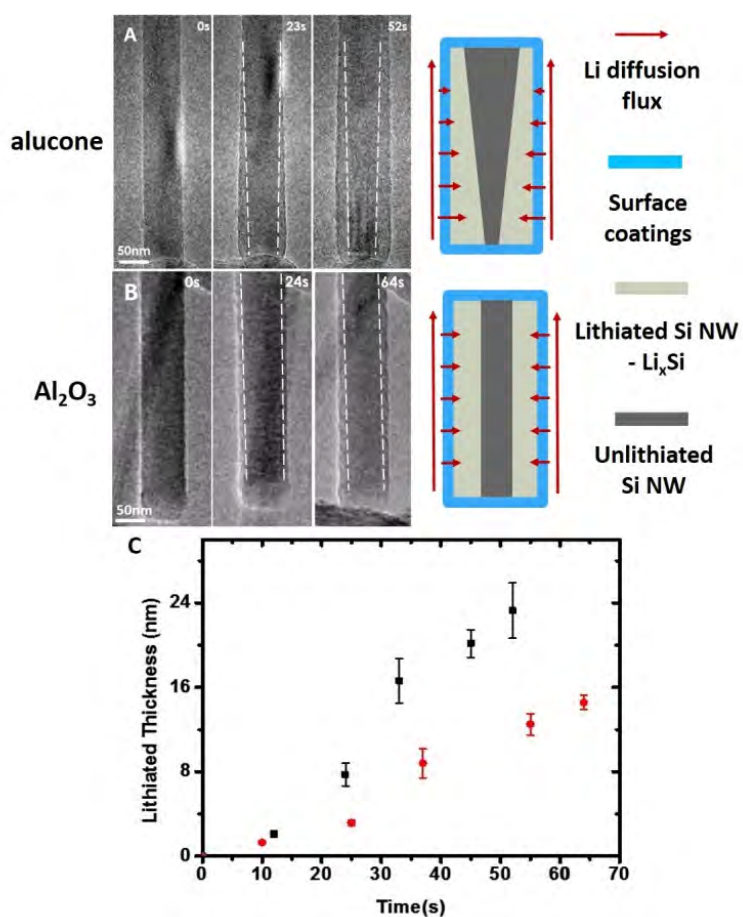 A
0s
23s
52s
50nm
alucone
B
0s
24s
64s
50nm
Al₂O₃
Li diffusion
flux
Surface
coatings
Lithiated Si NW
- LiₓSi
Unlithiated
Si NW
C
Lithiated Thickness (nm)
24
16
8
0
0 10 20 30 40 50 60 70
Time(s)